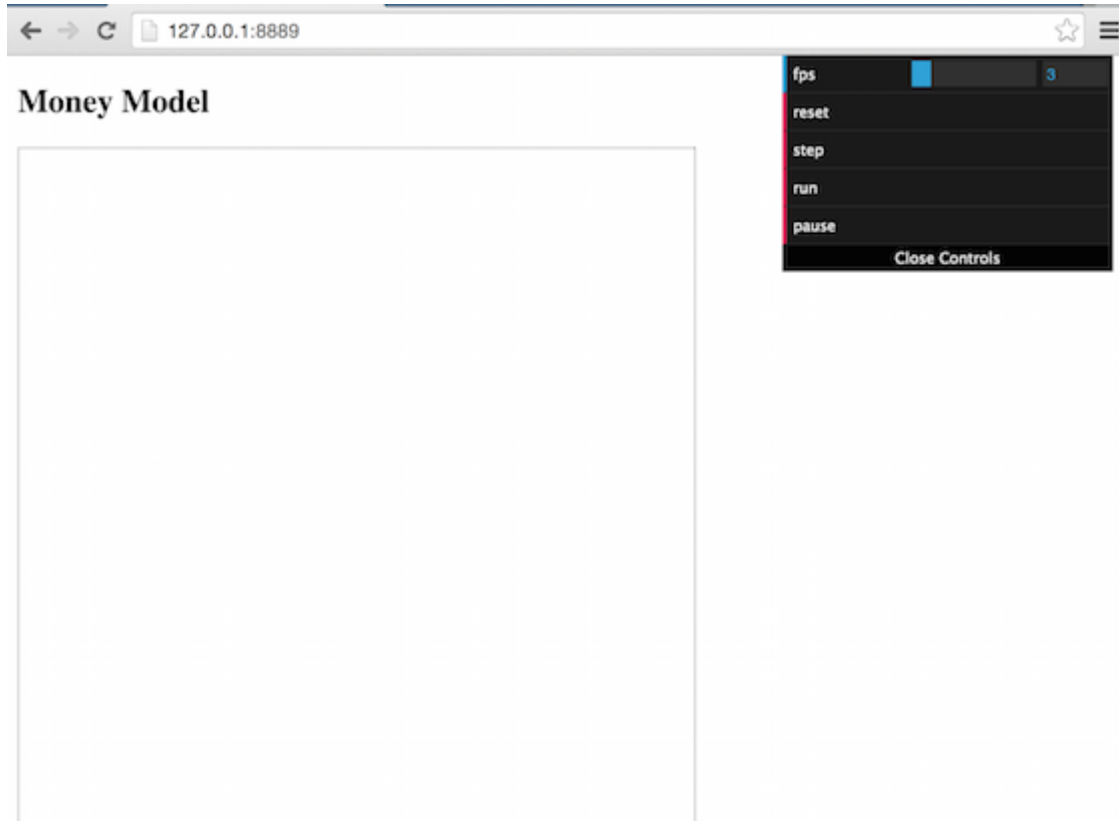 127.0.0.1:8889
Money Model
fps 3
reset
step
run
pause
Close Controls